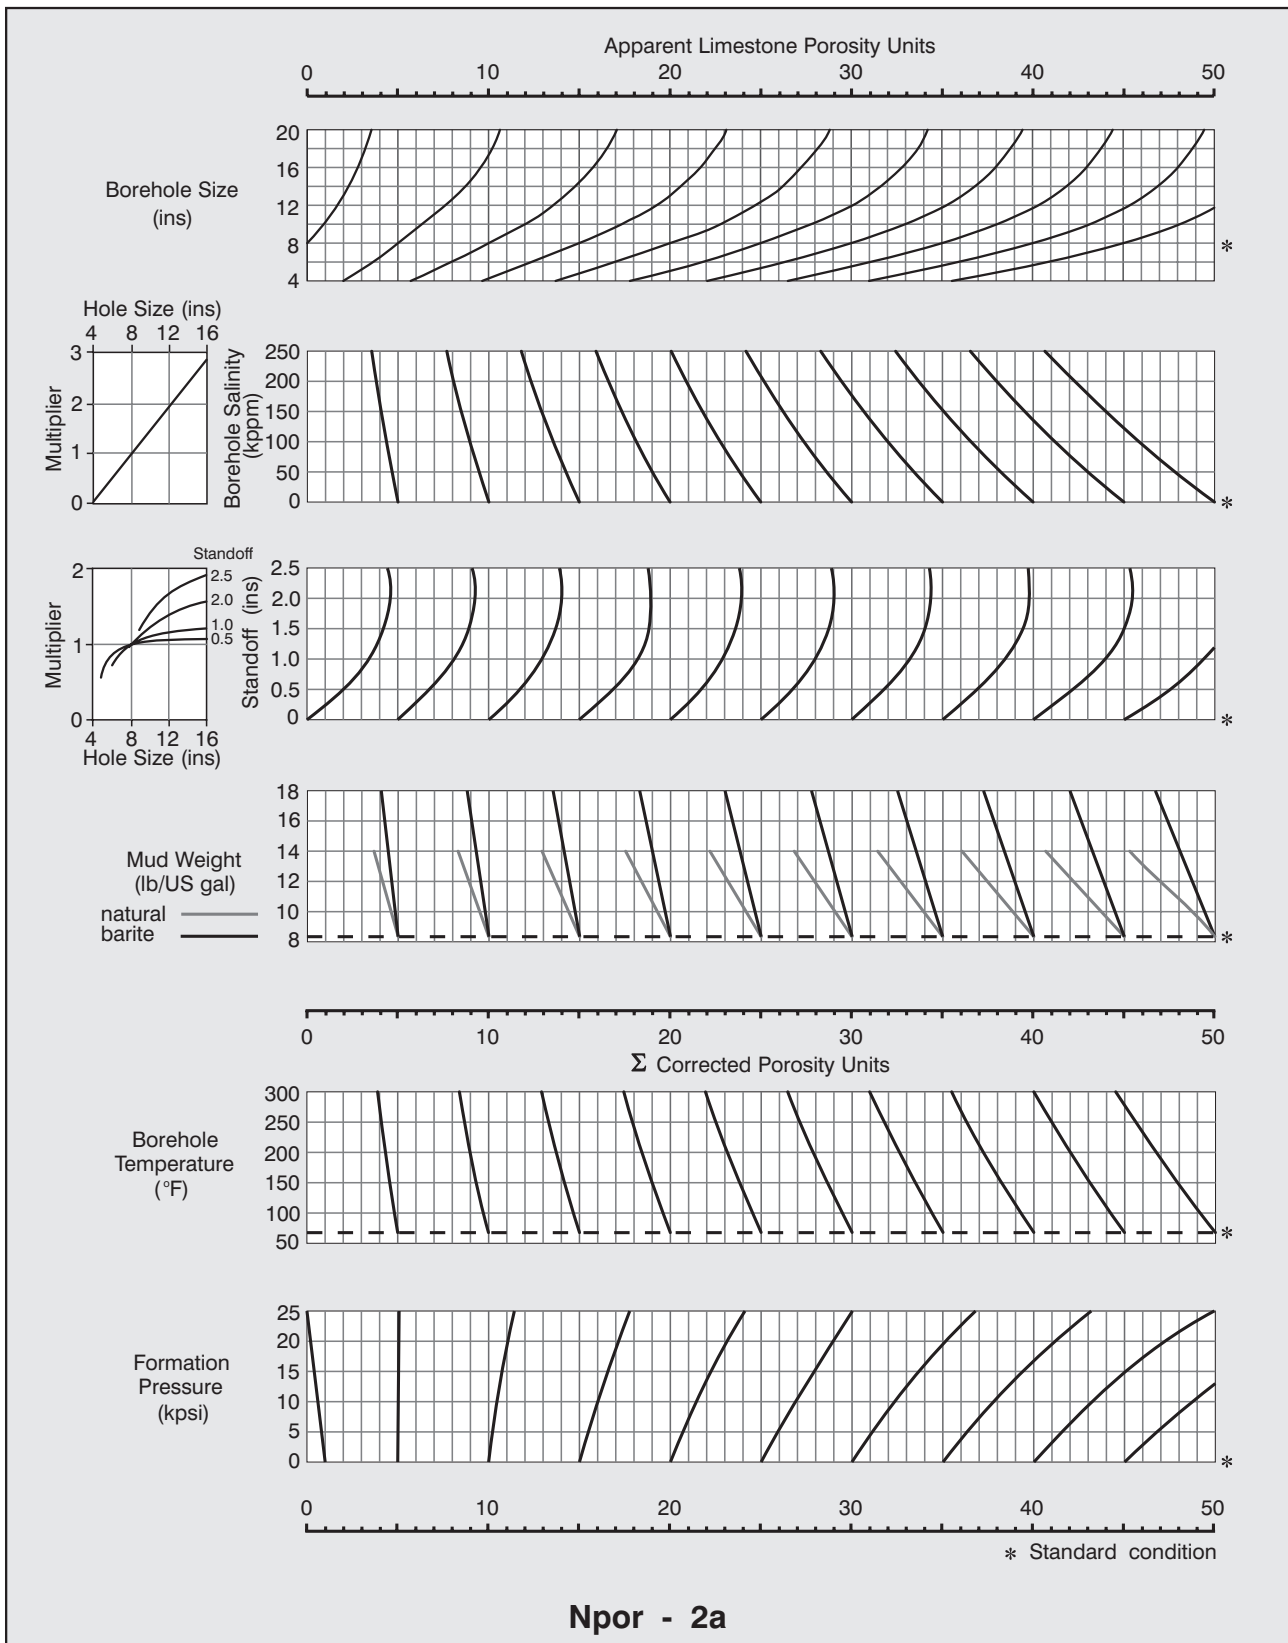 Apparent Limestone Porosity Units
0 10 20 30 40 50
Borehole Size
(ins)
20
16
12
8
4
*
Hole Size (ins)
4 8 12 16
Multiplier
3
2
1
0
Borehole Salinity
(kppm)
250
200
150
100
50
0
*
Standoff
2.5
2.0
1.0
0.5
Multiplier
2
1
0
4 8 12 16
Hole Size (ins)
Standoff (ins)
2.5
2.0
1.5
1.0
0.5
0
*
Mud Weight
(lb/US gal)
natural
barite
18
16
14
12
10
8
*
0 10 20 30 40 50
Σ Corrected Porosity Units
Borehole
Temperature
(°F)
300
250
200
150
100
50
*
Formation
Pressure
(kpsi)
25
20
15
10
5
0
*
0 10 20 30 40 50
* Standard condition
Npor - 2a